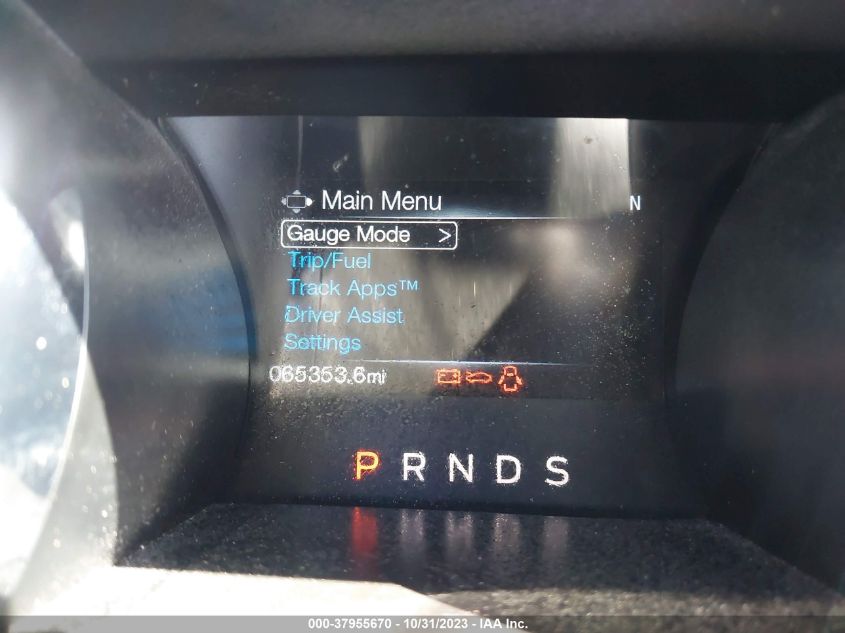 Main Menu N
Gauge Mode >
Trip/Fuel
Track Apps™
Driver Assist
Settings
065353.6mi
P R N D S
000-37955670 - 10/31/2023 - IAA Inc.